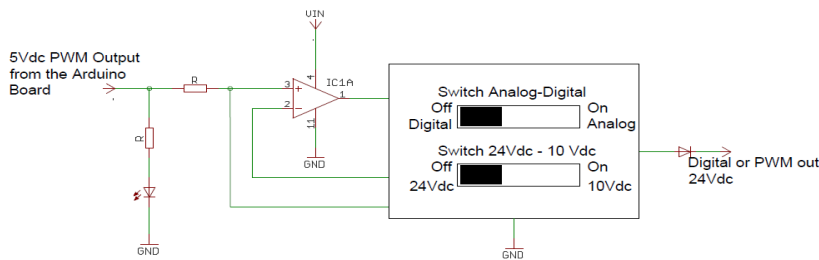 VIN
5Vdc PWM Output
from the Arduino
Board
R
R
3
2
4
11
1
IC1A
GND
GND
Switch Analog-Digital
Off On
Digital Analog
Switch 24Vdc - 10 Vdc
Off On
24Vdc 10Vdc
Digital or PWM out
24Vdc
GND